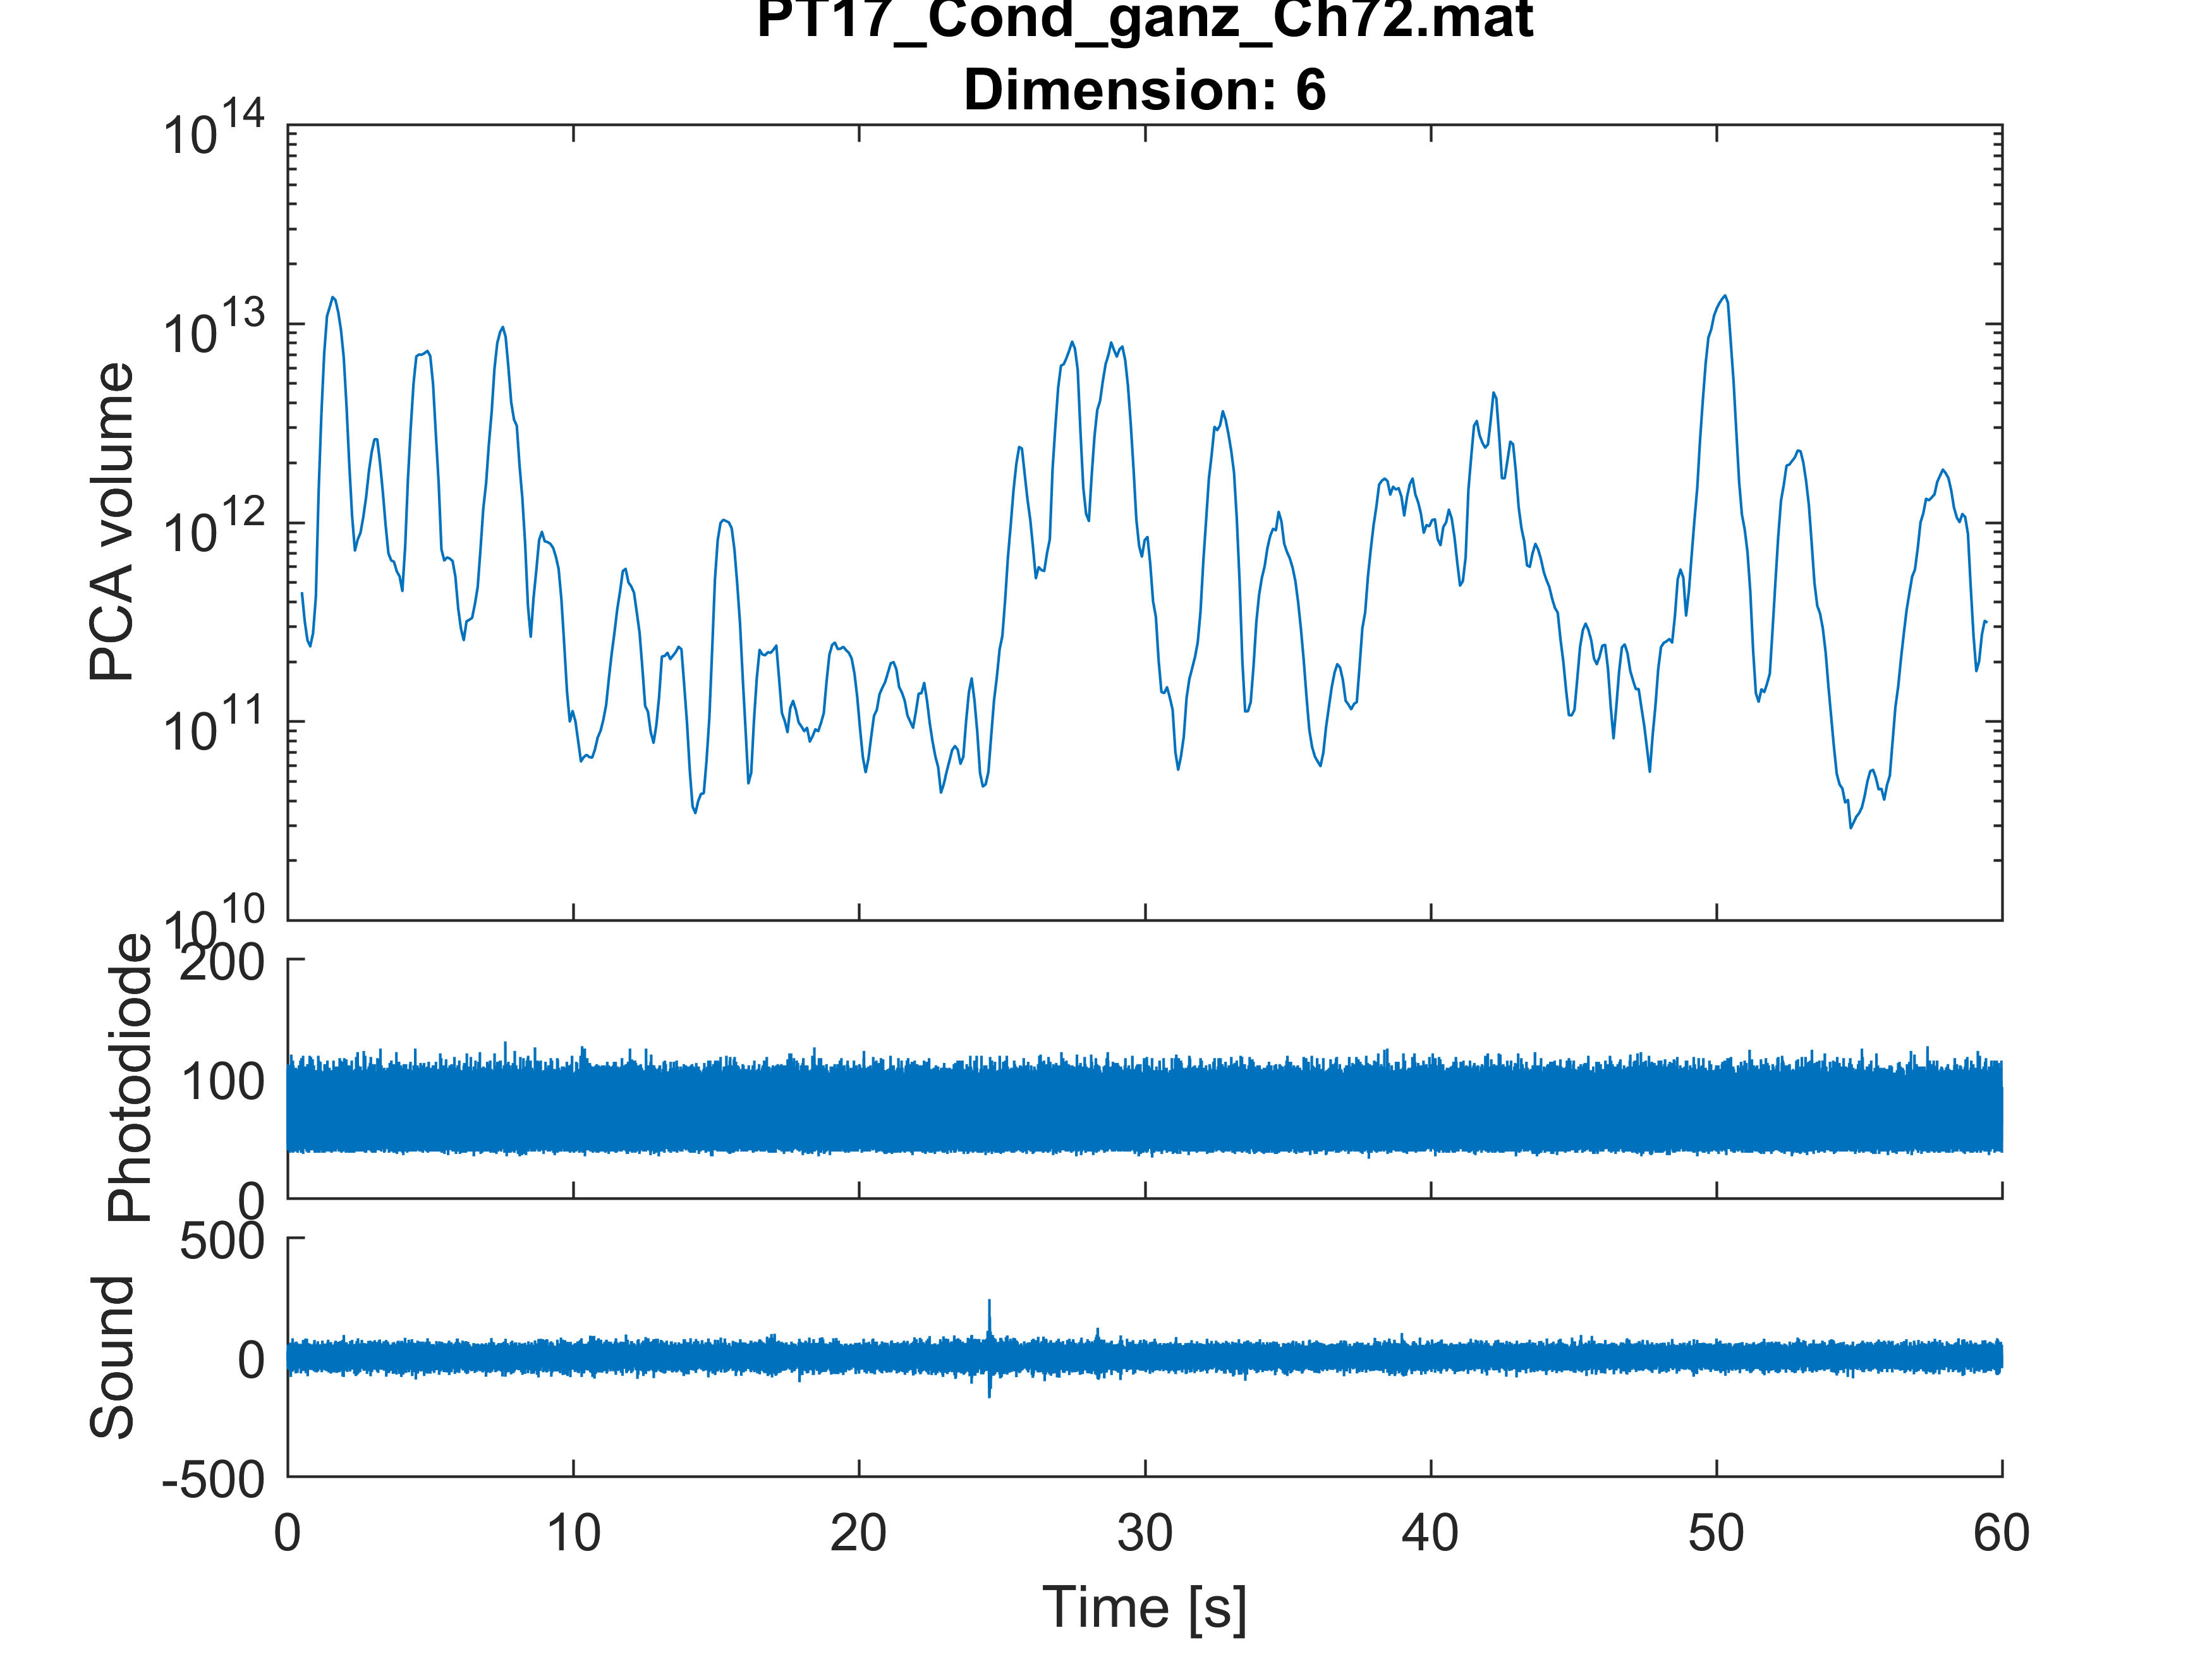 PT17_Cond_ganz_Ch72.mat
Dimension: 6
10^14
10^13
10^12
10^11
10^10
PCA volume
200
100
0
Photodiode
500
0
-500
Sound
0 10 20 30 40 50 60
Time [s]